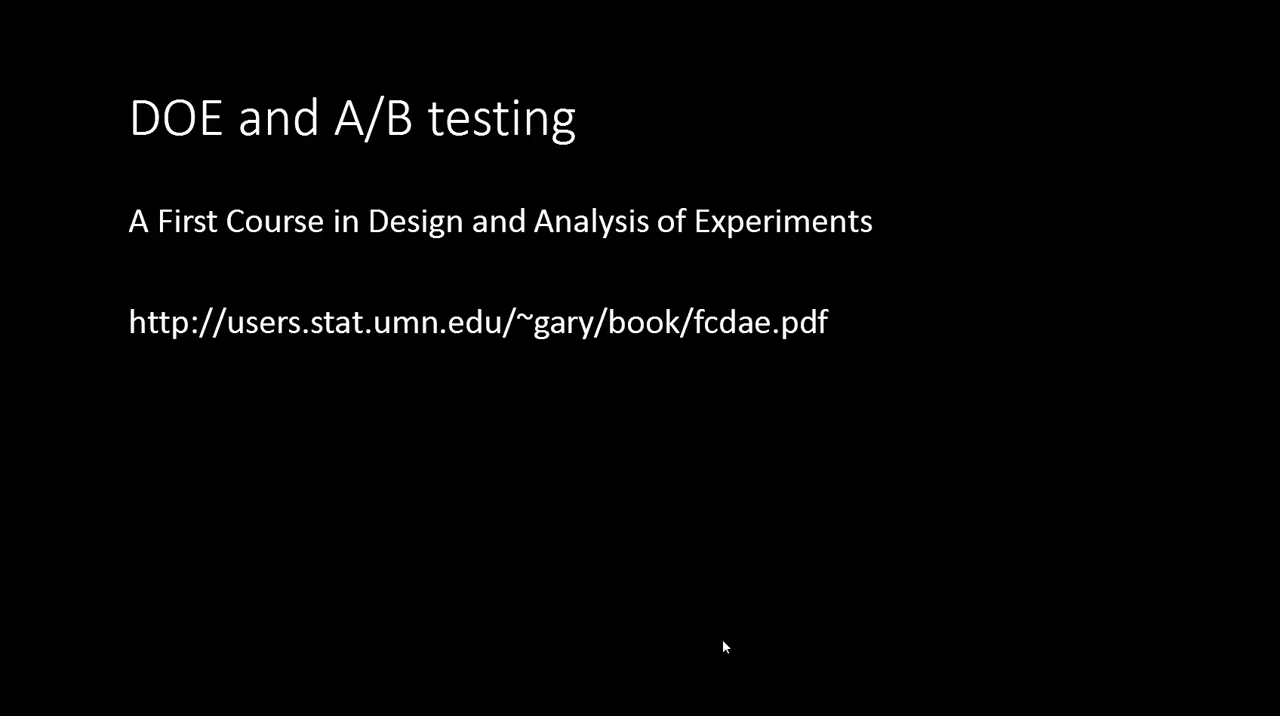 DOE and A/B testing
A First Course in Design and Analysis of Experiments
http://users.stat.umn.edu/~gary/book/fcdae.pdf